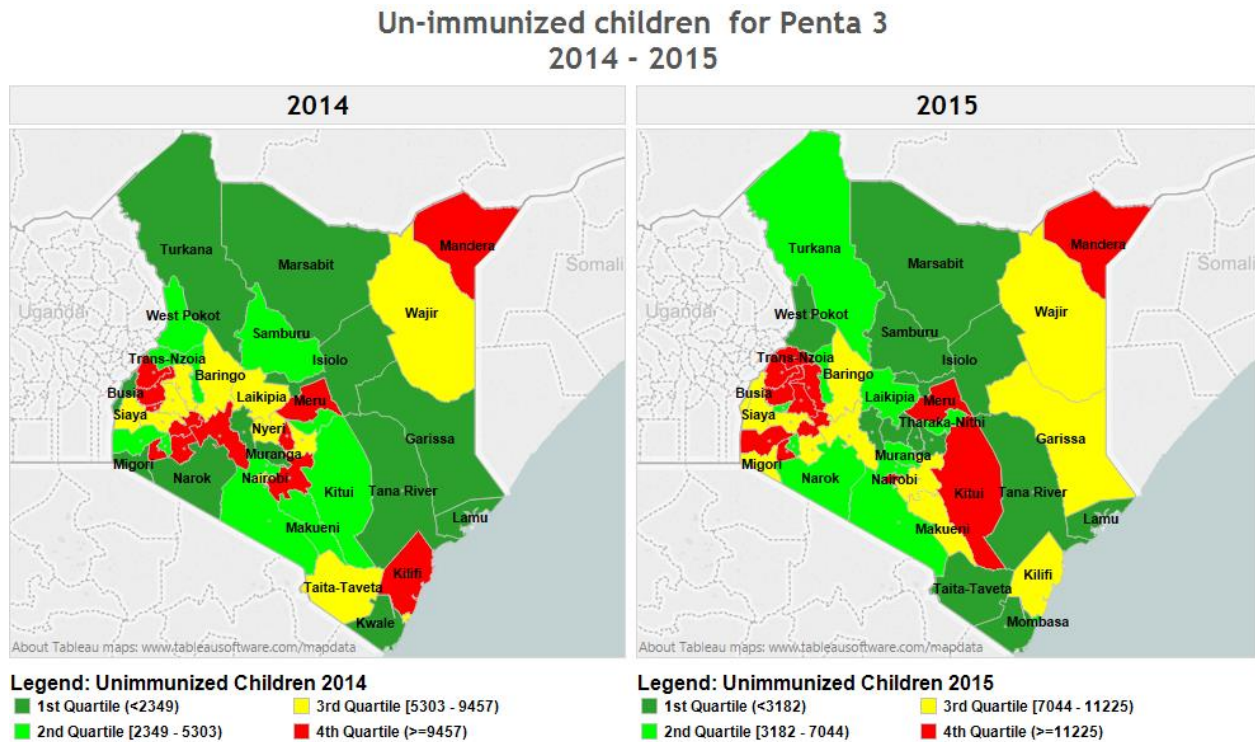 Un-immunized children for Penta 3
2014 - 2015
2014
Turkana
Marsabit
Mandera
Somali
Uganda
West Pokot
Samburu
Wajir
Isiolo
Trans-Nzoia
Baringo
Laikipia
Meru
Busia
Siaya
Nyeri
Garissa
Muranga
Migori
Narok
Nairobi
Kitui
Tana River
Lamu
Makueni
Kilifi
Taita-Taveta
Kwale
About Tableau maps: www.tableausoftware.com/mapdata
Legend: Unimmunized Children 2014
1st Quartile (<2349)
3rd Quartile [5303 - 9457)
2nd Quartile [2349 - 5303)
4th Quartile (>=9457)
2015
Turkana
Marsabit
Mandera
Somali
Uganda
West Pokot
Samburu
Wajir
Isiolo
Trans-Nzoia
Baringo
Laikipia
Meru
Busia
Siaya
Tharaka-Nithi
Garissa
Muranga
Migori
Narok
Nairobi
Kitui
Tana River
Lamu
Makueni
Kilifi
Taita-Taveta
Mombasa
About Tableau maps: www.tableausoftware.com/mapdata
Legend: Unimmunized Children 2015
1st Quartile (<3182)
3rd Quartile [7044 - 11225)
2nd Quartile [3182 - 7044)
4th Quartile (>=11225)